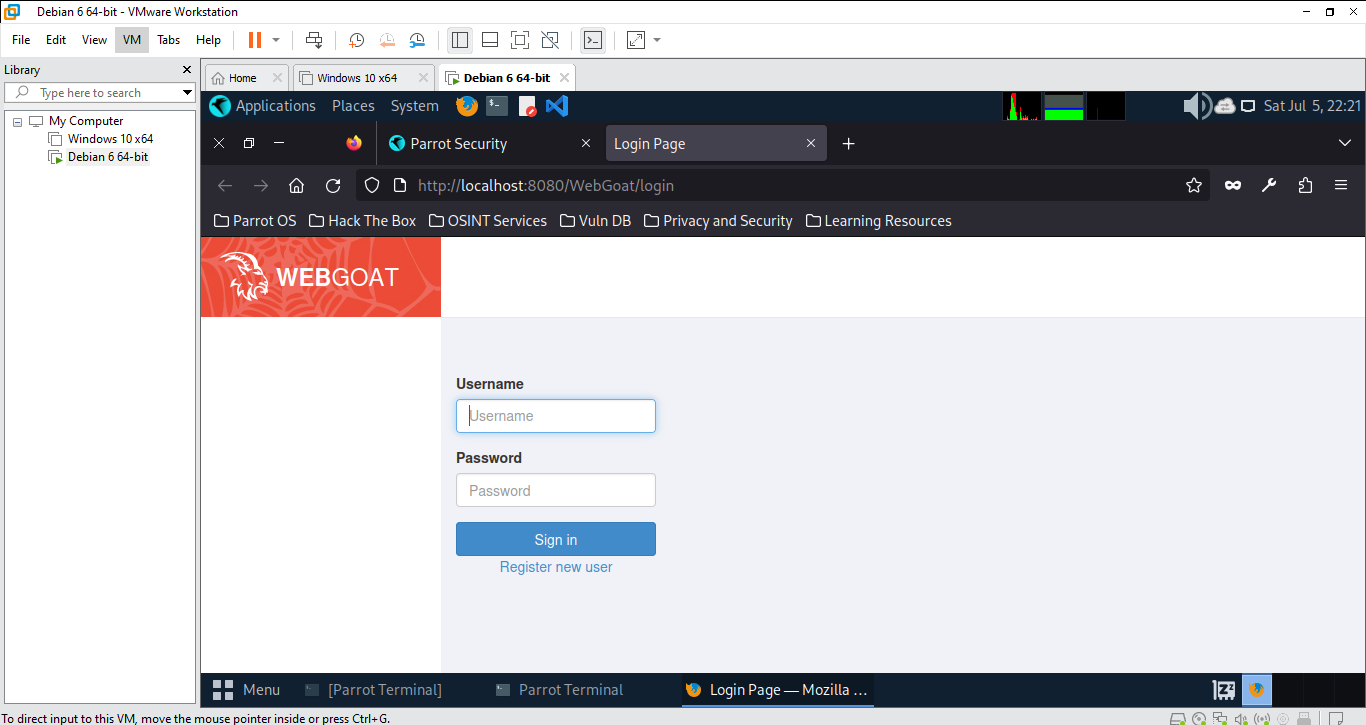 Debian 6 64-bit - VMware Workstation
File Edit View VM Tabs Help
Library
Type here to search
My Computer
Windows 10 x64
Debian 6 64-bit
Home Windows 10 x64 Debian 6 64-bit
Applications Places System Sat Jul 5, 22:21
Parrot Security Login Page
http://localhost:8080/WebGoat/login
Parrot OS Hack The Box OSINT Services Vuln DB Privacy and Security Learning Resources
WEBGOAT
Username
Username
Password
Password
Sign in
Register new user
Menu [Parrot Terminal] Parrot Terminal Login Page — Mozilla ...
To direct input to this VM, move the mouse pointer inside or press Ctrl+G.